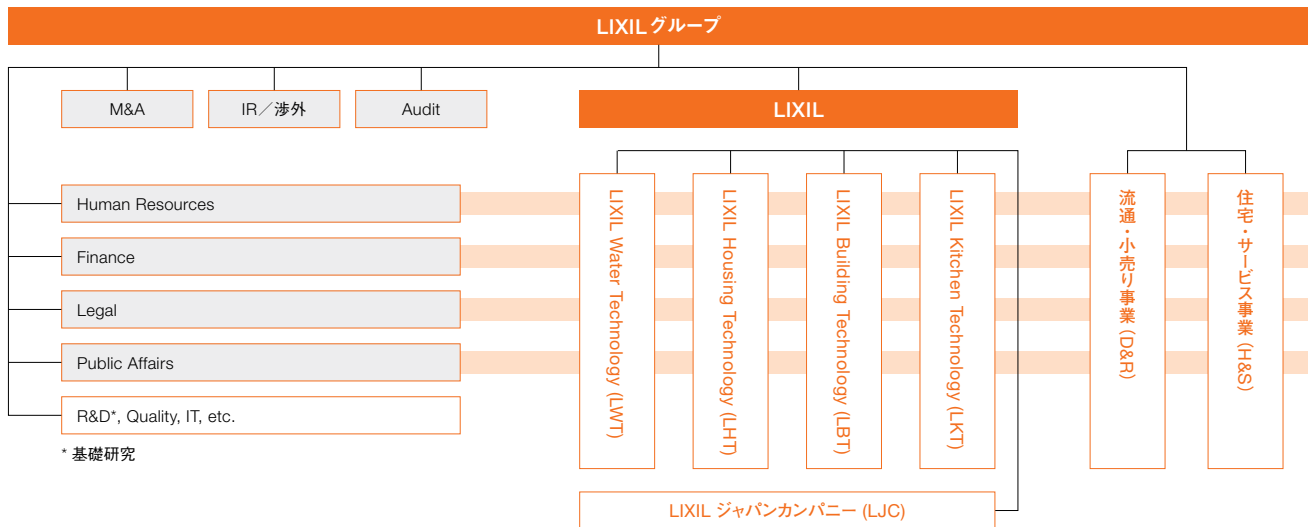 LIXILグループ
M&A
IR／渉外
Audit
LIXIL
Human Resources
Finance
Legal
Public Affairs
R&D*, Quality, IT, etc.
* 基礎研究
LIXIL Water Technology (LWT)
LIXIL Housing Technology (LHT)
LIXIL Building Technology (LBT)
LIXIL Kitchen Technology (LKT)
流通・小売り事業 (D&R)
住宅・サービス事業 (H&S)
LIXIL ジャパンカンパニー (LJC)